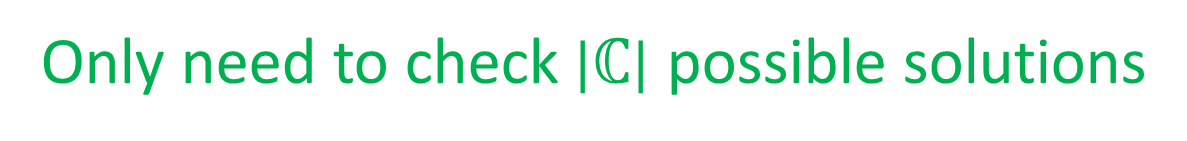 Only need to check |ℂ| possible solutions